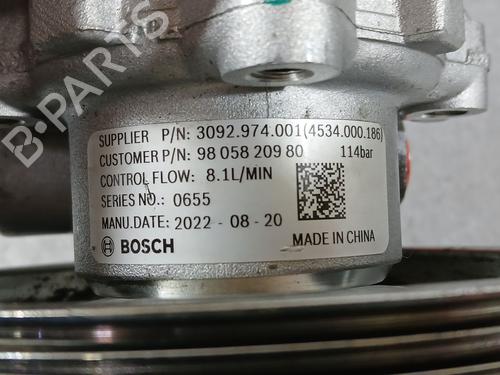 B-PARTS
SUPPLIER P/N: 3092.974.001(4534.000.186)
CUSTOMER P/N: 98 058 209 80 114bar
CONTROL FLOW: 8.1L/MIN
SERIES NO.: 0655
MANU.DATE: 2022 - 08 - 20
BOSCH MADE IN CHINA